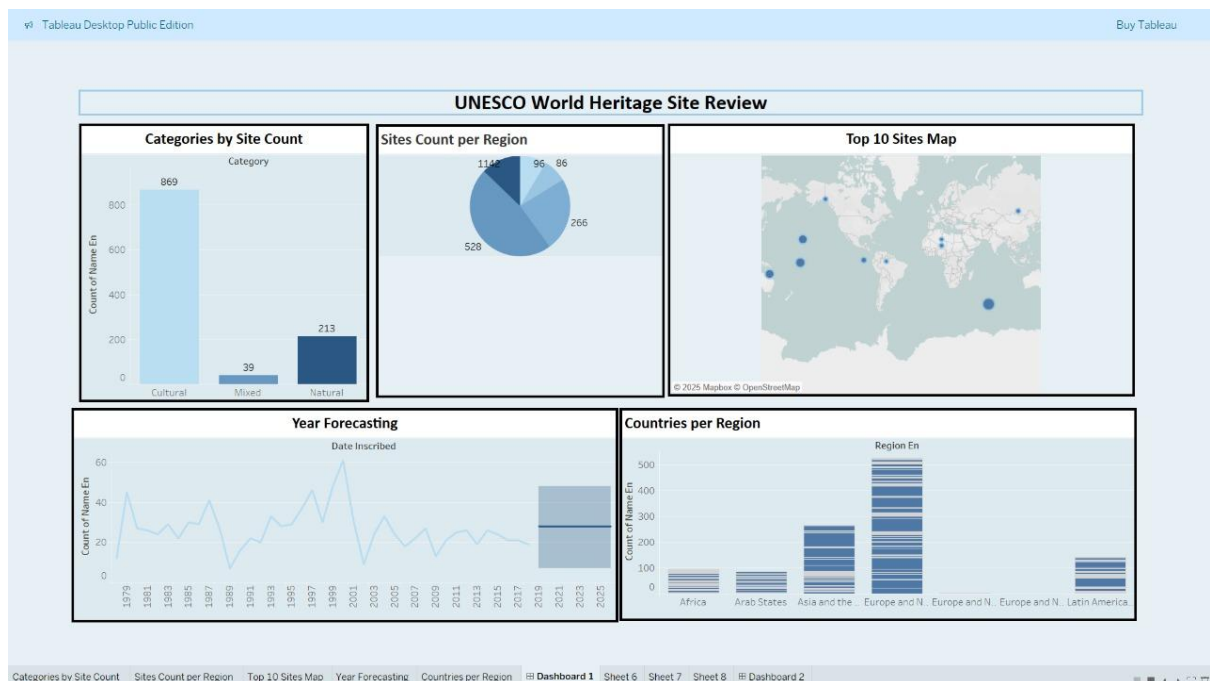 Tableau Desktop Public Edition
Buy Tableau
UNESCO World Heritage Site Review
Categories by Site Count
Category
869
39
213
800
600
400
200
0
Count of Name En
Cultural Mixed Natural
Sites Count per Region
96 86
266
528
Top 10 Sites Map
© 2025 Mapbox © OpenStreetMap
Year Forecasting
Date Inscribed
60
40
20
0
Count of Name En
1979 1981 1983 1985 1987 1989 1991 1993 1995 1997 1999 2001 2003 2005 2007 2009 2011 2013 2015 2017 2019 2021 2023 2025
Countries per Region
Region En
500
400
300
200
100
0
Count of Name En
Africa Arab States Asia and the .. Europe and N.. Europe and N.. Europe and N.. Latin America..
Categories by Site Count Sites Count per Region Top 10 Sites Map Year Forecasting Countries per Region Dashboard 1 Sheet 6 Sheet 7 Sheet 8 Dashboard 2